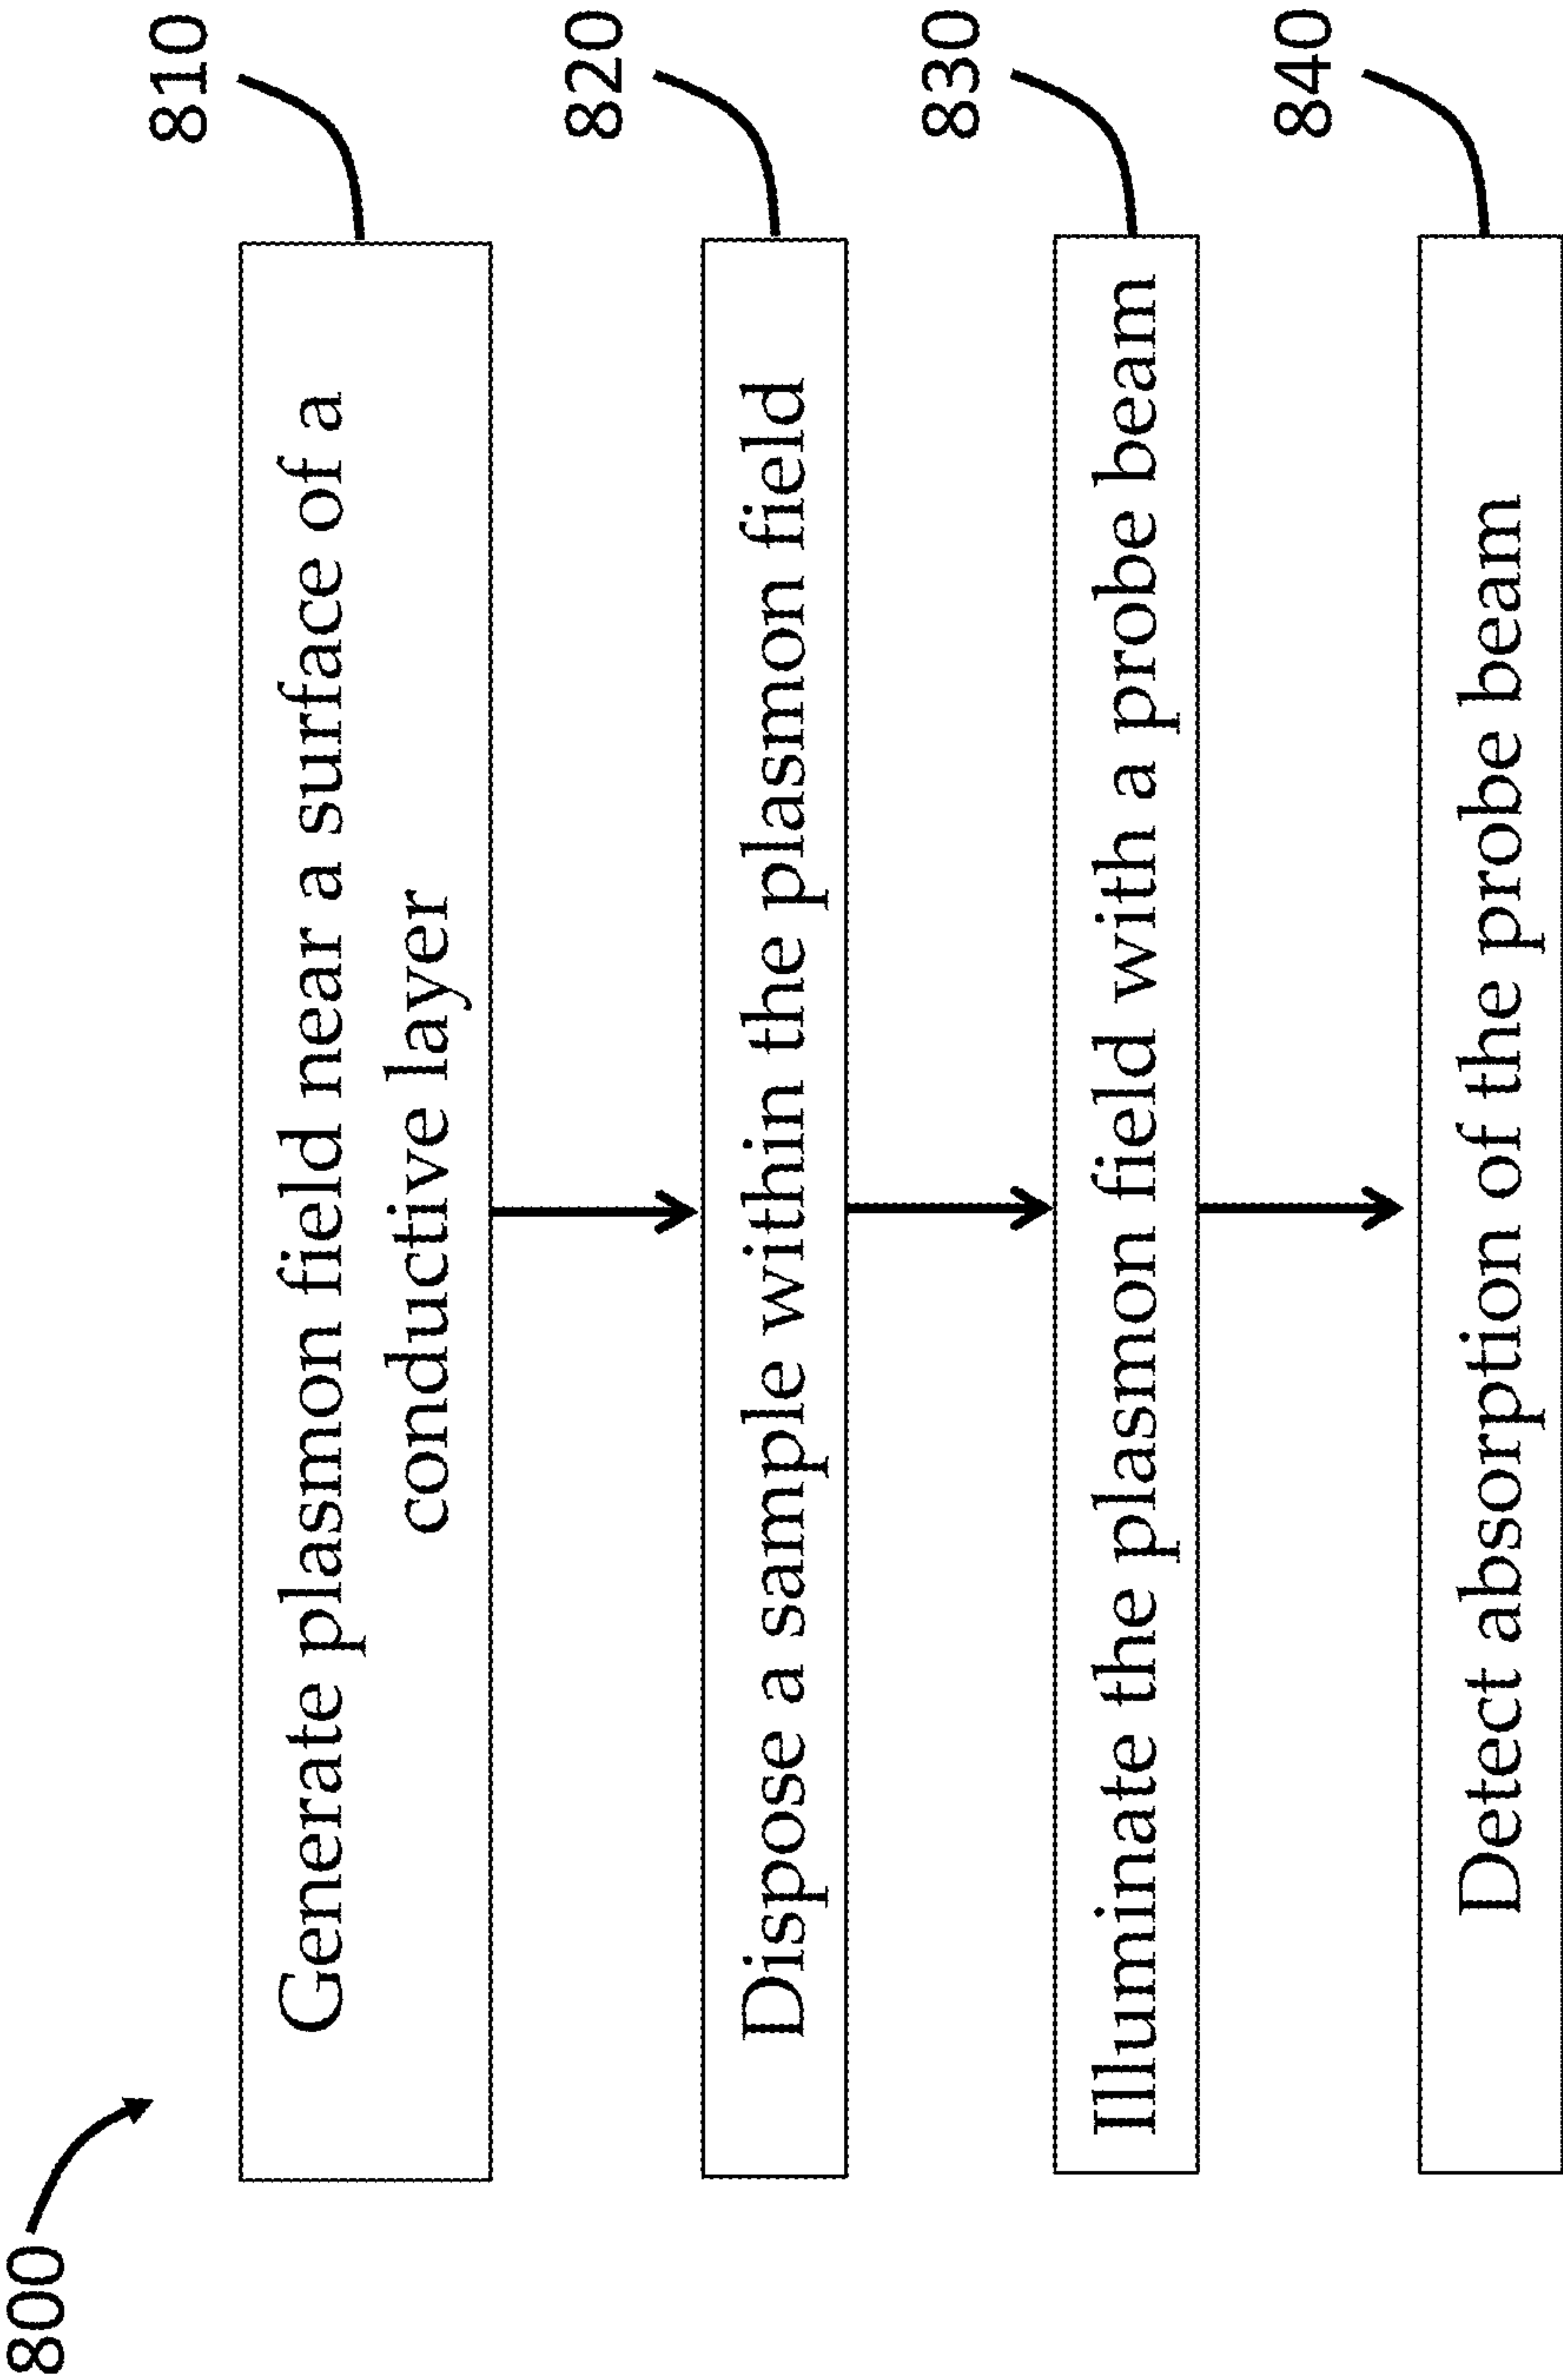 800
810
Generate plasmon field near a surface of a
conductive layer
820
Dispose a sample within the plasmon field
830
Illuminate the plasmon field with a probe beam
840
Detect absorption of the probe beam